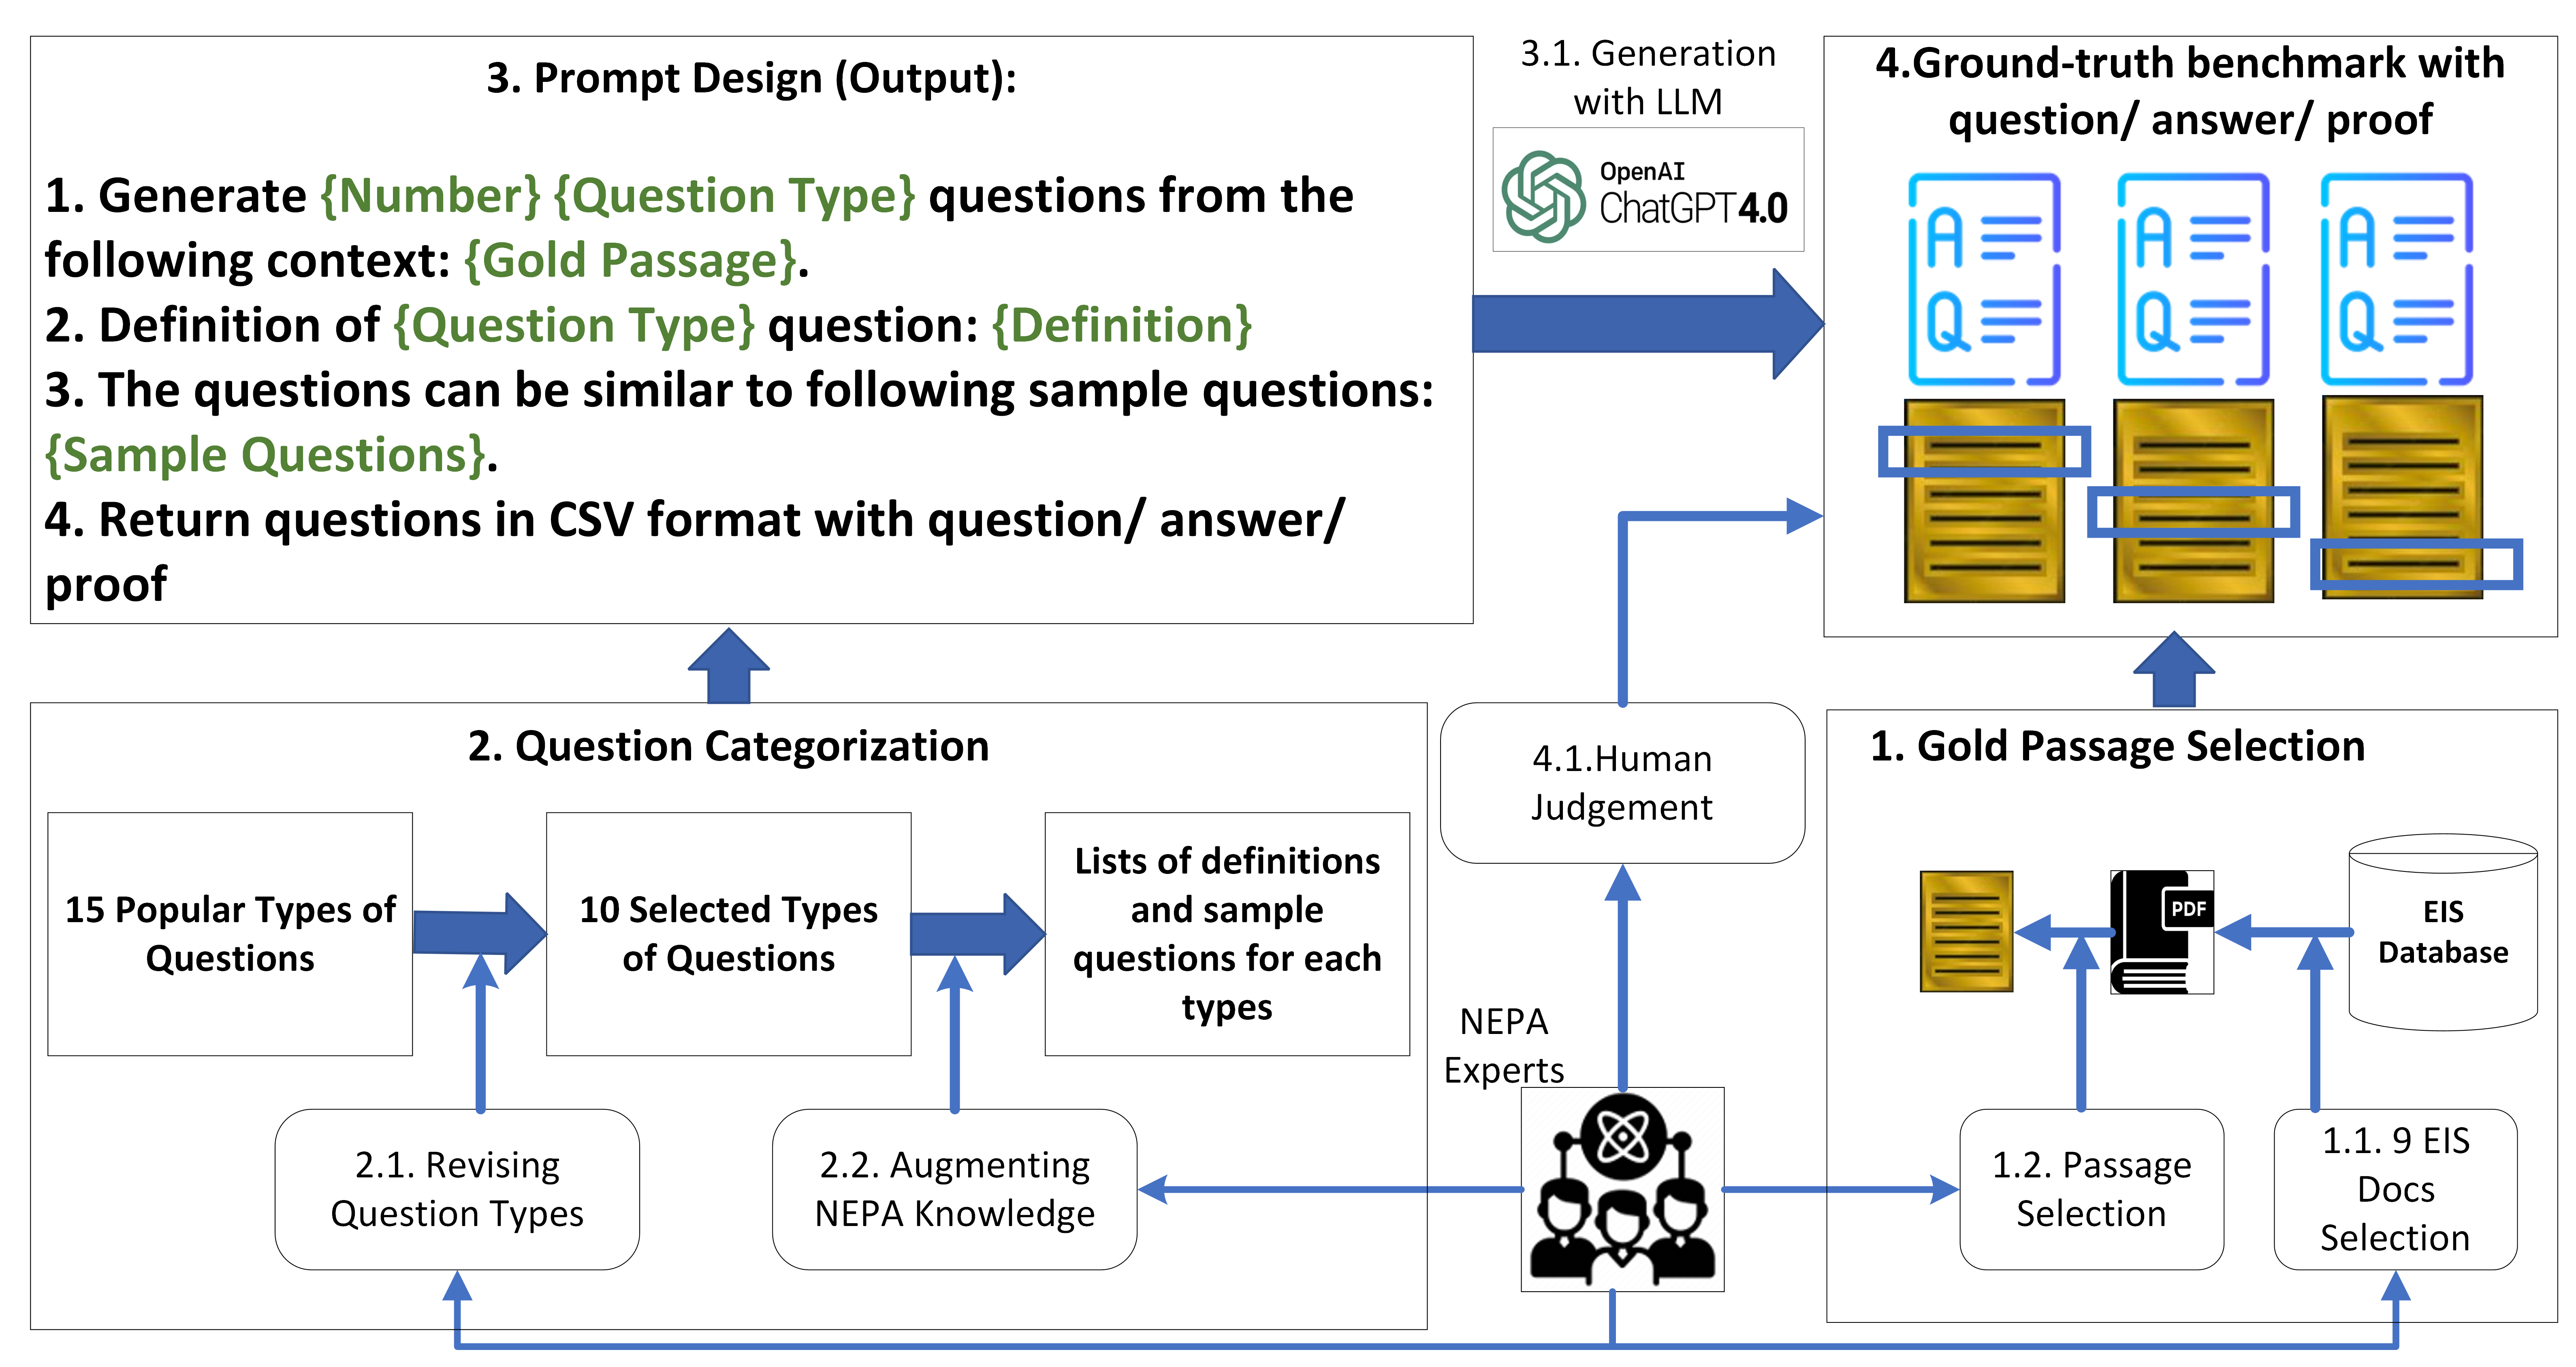 3. Prompt Design (Output):
1. Generate {Number} {Question Type} questions from the
following context: {Gold Passage}.
2. Definition of {Question Type} question: {Definition}
3. The questions can be similar to following sample questions:
{Sample Questions}.
4. Return questions in CSV format with question/ answer/
proof
3.1. Generation
with LLM
OpenAI
ChatGPT4.0
4.Ground-truth benchmark with
question/ answer/ proof
A
Q
A
Q
A
Q
2. Question Categorization
15 Popular Types of
Questions
10 Selected Types
of Questions
Lists of definitions
and sample
questions for each
types
2.1. Revising
Question Types
2.2. Augmenting
NEPA Knowledge
4.1.Human
Judgement
NEPA
Experts
1. Gold Passage Selection
PDF
EIS
Database
1.2. Passage
Selection
1.1. 9 EIS
Docs
Selection